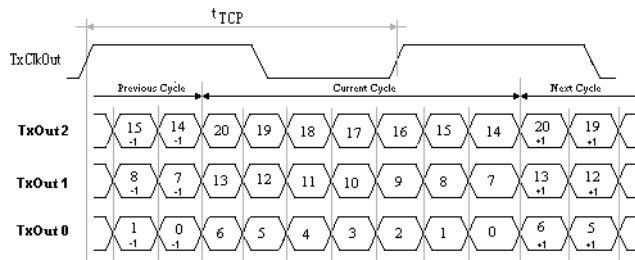 t TCP
TxClkOut
Previous Cycle Current Cycle Next Cycle
TxOut 2 15 -1 14 -1 20 19 18 17 16 15 14 20 +1 19 +1
TxOut 1 8 -1 7 -1 13 12 11 10 9 8 7 13 +1 12 +1
TxOut 0 1 -1 0 -1 6 5 4 3 2 1 0 6 +1 5 +1